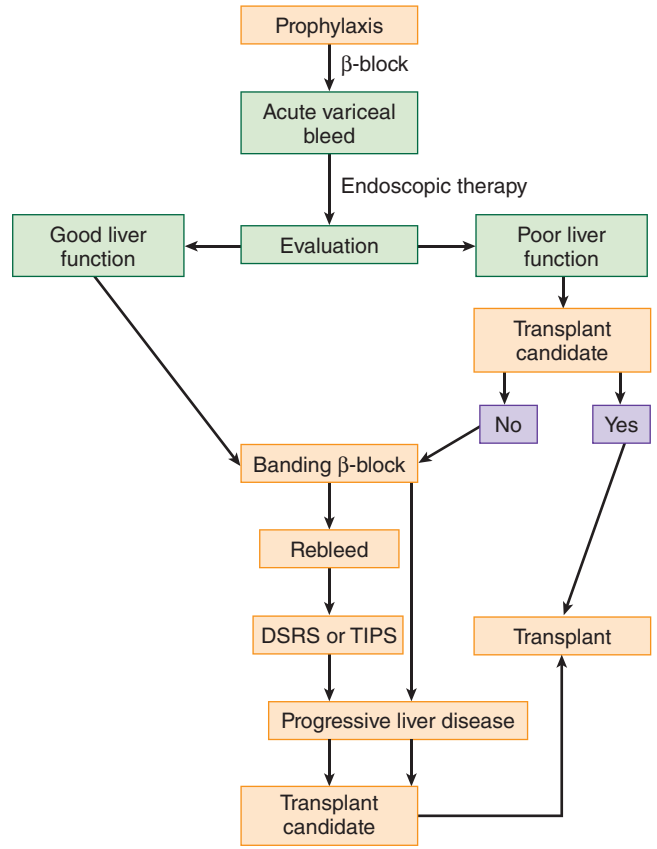 Prophylaxis
β-block
Acute variceal
bleed
Endoscopic therapy
Good liver
function
Evaluation
Poor liver
function
Transplant
candidate
No
Yes
Banding β-block
Rebleed
DSRS or TIPS
Transplant
Progressive liver disease
Transplant
candidate